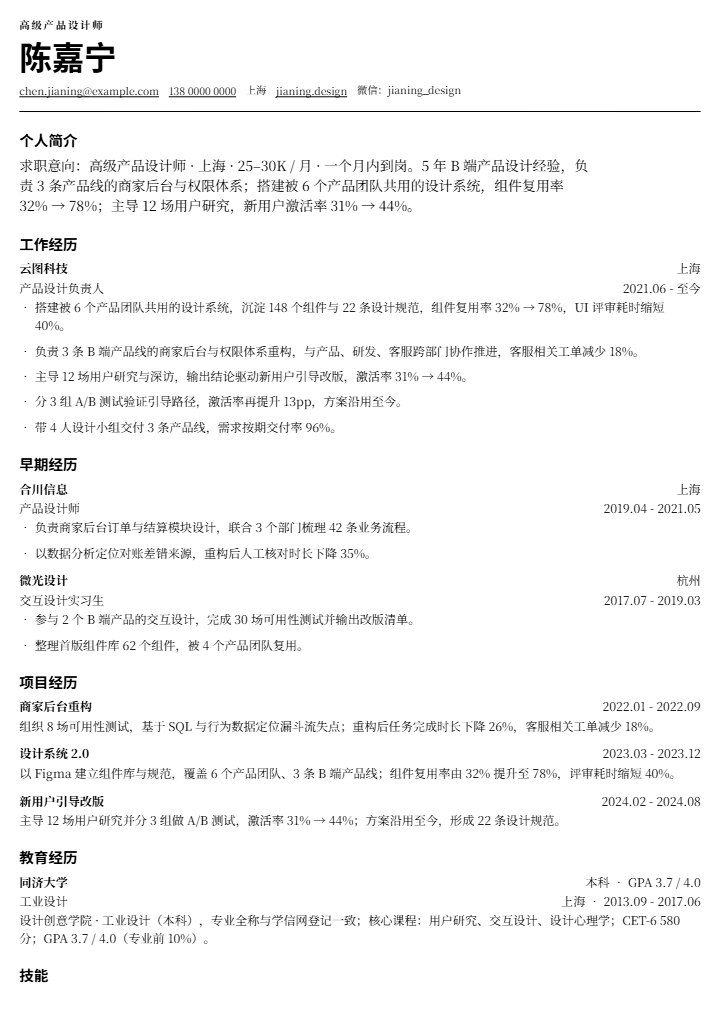 高级产品设计师
陈嘉宁
chen.jianing@example.com 138 0000 0000 上海 jianing.design 微信：jianing_design
个人简介
求职意向：高级产品设计师 · 上海 · 25–30K / 月 · 一个月内到岗。5 年 B 端产品设计经验，负
责 3 条产品线的商家后台与权限体系；搭建被 6 个产品团队共用的设计系统，组件复用率
32% → 78%；主导 12 场用户研究，新用户激活率 31% → 44%。
工作经历
云图科技 上海
产品设计负责人 2021.06 - 至今
· 搭建被 6 个产品团队共用的设计系统，沉淀 148 个组件与 22 条设计规范，组件复用率 32% → 78%，UI 评审耗时缩短
40%。
· 负责 3 条 B 端产品线的商家后台与权限体系重构，与产品、研发、客服跨部门协作推进，客服相关工单减少 18%。
· 主导 12 场用户研究与深访，输出结论驱动新用户引导改版，激活率 31% → 44%。
· 分 3 组 A/B 测试验证引导路径，激活率再提升 13pp，方案沿用至今。
· 带 4 人设计小组交付 3 条产品线，需求按期交付率 96%。
早期经历
合川信息 上海
产品设计师 2019.04 - 2021.05
· 负责商家后台订单与结算模块设计，联合 3 个部门梳理 42 条业务流程。
· 以数据分析定位对账差错来源，重构后人工核对时长下降 35%。
微光设计 杭州
交互设计实习生 2017.07 - 2019.03
· 参与 2 个 B 端产品的交互设计，完成 30 场可用性测试并输出改版清单。
· 整理首版组件库 62 个组件，被 4 个产品团队复用。
项目经历
商家后台重构 2022.01 - 2022.09
组织 8 场可用性测试，基于 SQL 与行为数据定位漏斗流失点；重构后任务完成时长下降 26%，客服相关工单减少 18%。
设计系统 2.0 2023.03 - 2023.12
以 Figma 建立组件库与规范，覆盖 6 个产品团队、3 条 B 端产品线；组件复用率由 32% 提升至 78%，评审耗时缩短 40%。
新用户引导改版 2024.02 - 2024.08
主导 12 场用户研究并分 3 组做 A/B 测试，激活率 31% → 44%；方案沿用至今，形成 22 条设计规范。
教育经历
同济大学 本科 · GPA 3.7 / 4.0
工业设计 上海 · 2013.09 - 2017.06
设计创意学院 · 工业设计（本科），专业全称与学信网登记一致；核心课程：用户研究、交互设计、设计心理学；CET-6 580
分；GPA 3.7 / 4.0（专业前 10%）。
技能